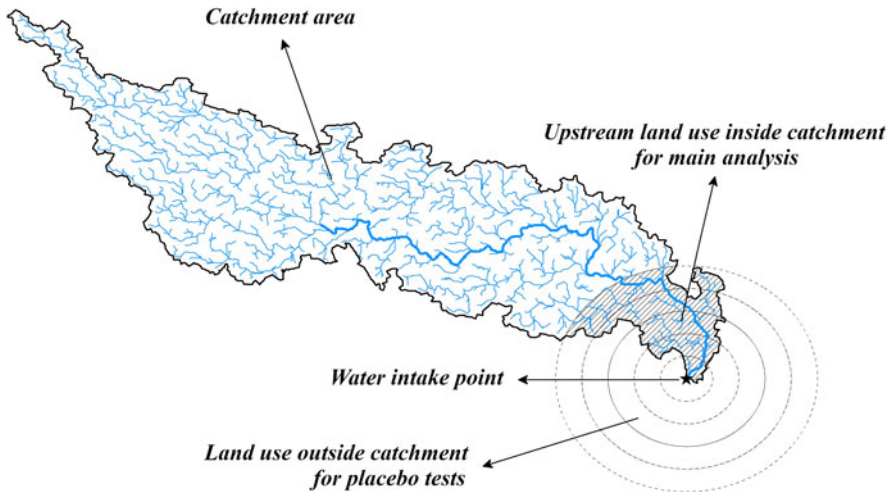 Catchment area
Upstream land use inside catchment
for main analysis
Water intake point
Land use outside catchment
for placebo tests